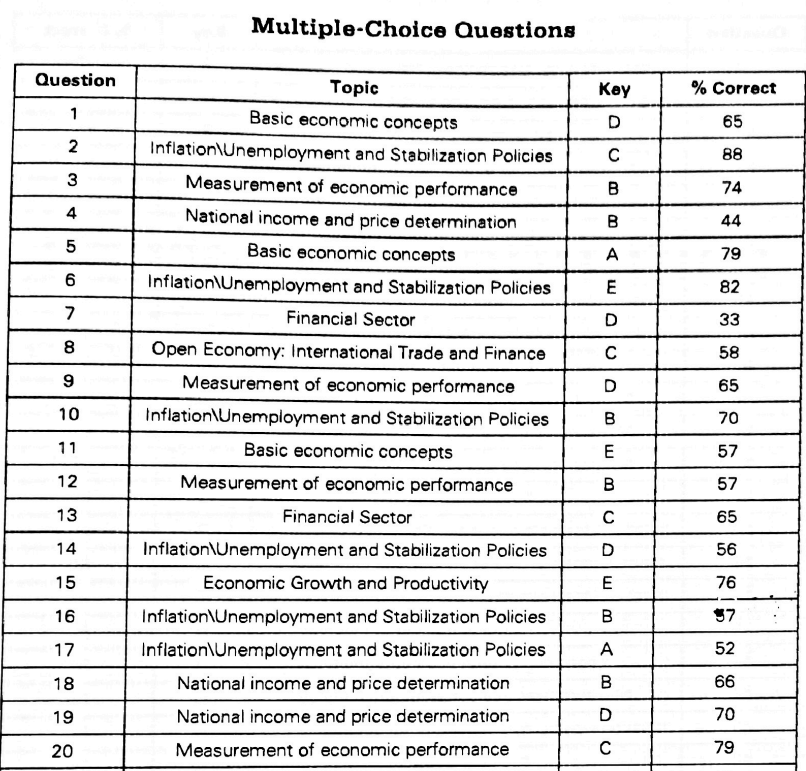 Multiple-Choice Questions
Question Topic Key % Correct
1 Basic economic concepts D 65
2 Inflation\Unemployment and Stabilization Policies C 88
3 Measurement of economic performance B 74
4 National income and price determination B 44
5 Basic economic concepts A 79
6 Inflation\Unemployment and Stabilization Policies E 82
7 Financial Sector D 33
8 Open Economy: International Trade and Finance C 58
9 Measurement of economic performance D 65
10 Inflation\Unemployment and Stabilization Policies B 70
11 Basic economic concepts E 57
12 Measurement of economic performance B 57
13 Financial Sector C 65
14 Inflation\Unemployment and Stabilization Policies D 56
15 Economic Growth and Productivity E 76
16 Inflation\Unemployment and Stabilization Policies B 57
17 Inflation\Unemployment and Stabilization Policies A 52
18 National income and price determination B 66
19 National income and price determination D 70
20 Measurement of economic performance C 79